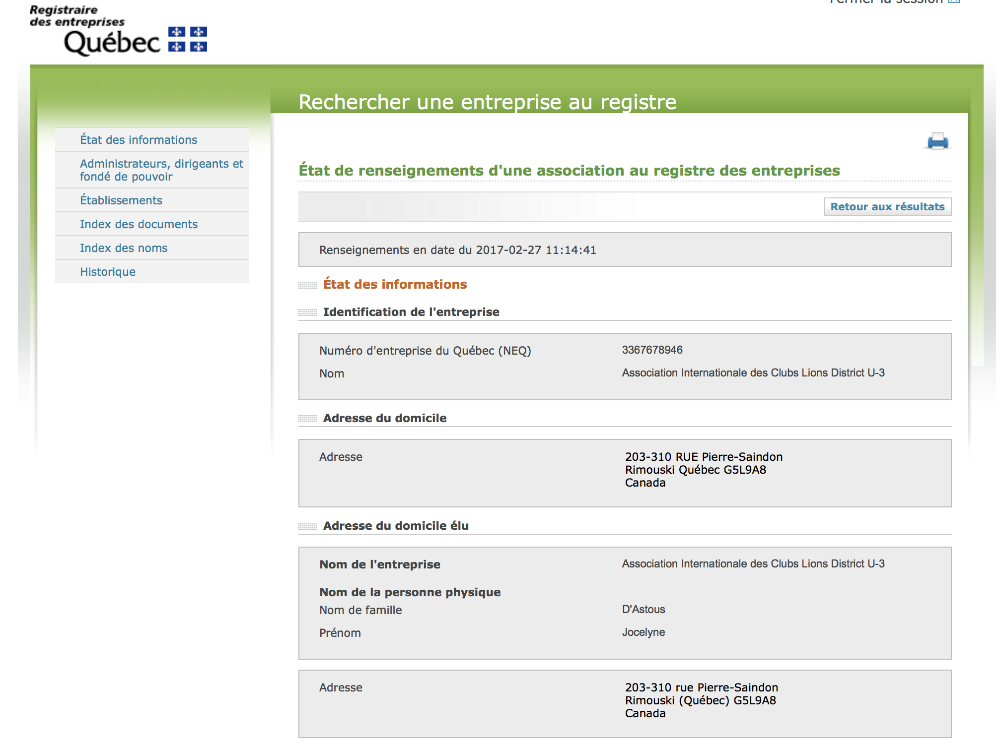 Fermer la session
Registraire
des entreprises
Québec
Rechercher une entreprise au registre
État des informations
Administrateurs, dirigeants et
fondé de pouvoir
Établissements
Index des documents
Index des noms
Historique
État de renseignements d'une association au registre des entreprises
Retour aux résultats
Renseignements en date du 2017-02-27 11:14:41
État des informations
Identification de l'entreprise
Numéro d'entreprise du Québec (NEQ) 3367678946
Nom Association Internationale des Clubs Lions District U-3
Adresse du domicile
Adresse 203-310 RUE Pierre-Saindon
Rimouski Québec G5L9A8
Canada
Adresse du domicile élu
Nom de l'entreprise Association Internationale des Clubs Lions District U-3
Nom de la personne physique
Nom de famille D'Astous
Prénom Jocelyne
Adresse 203-310 rue Pierre-Saindon
Rimouski (Québec) G5L9A8
Canada